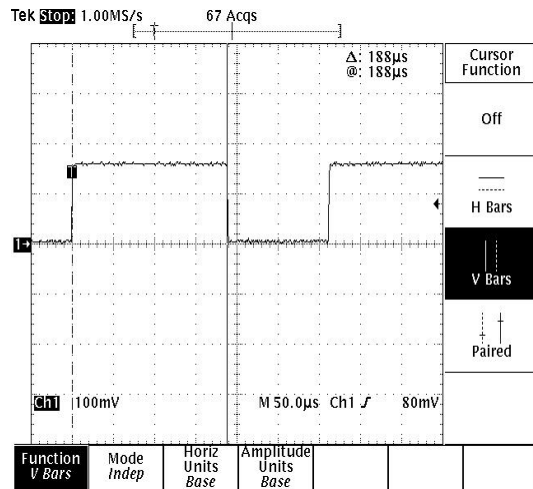 Tek Stop: 1.00MS/s 67 Acqs
T
Δ: 188µs
@: 188µs
T
1
Ch1 100mV M 50.0µs Ch1 80mV
Cursor
Function
Off
H Bars
V Bars
Paired
Function
V Bars
Mode
Indep
Horiz
Units
Base
Amplitude
Units
Base